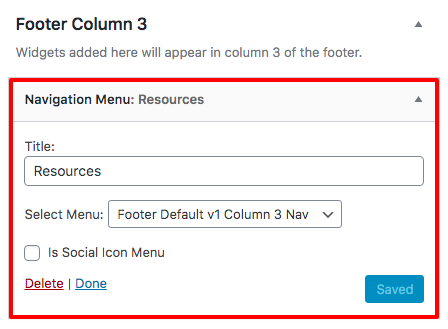 Footer Column 3
Widgets added here will appear in column 3 of the footer.
Navigation Menu: Resources
Title:
Resources
Select Menu: Footer Default v1 Column 3 Nav
Is Social Icon Menu
Delete | Done Saved